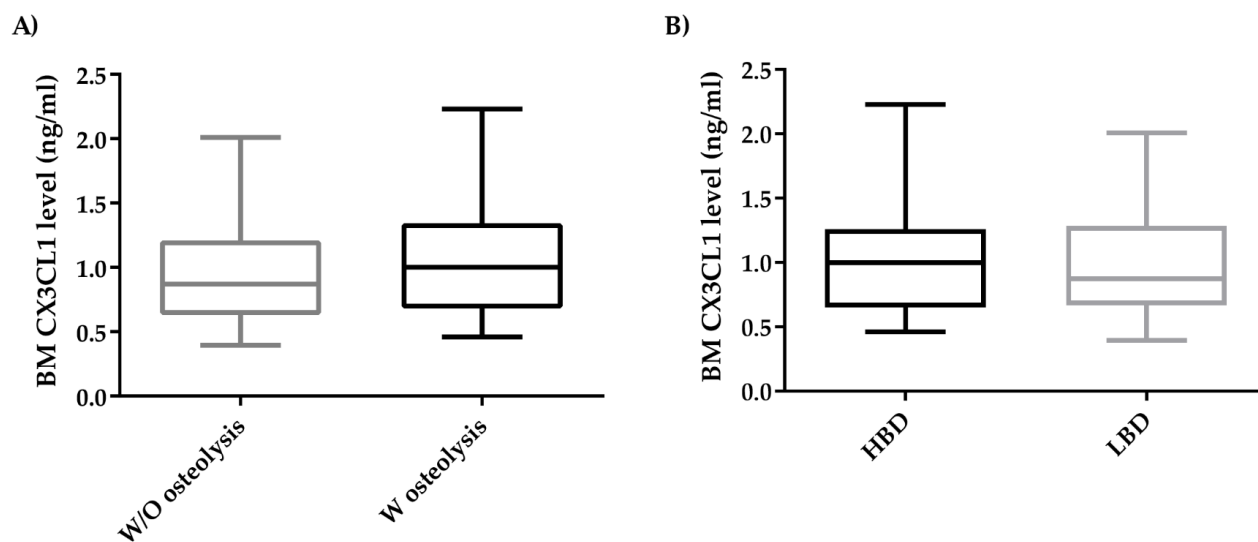 A)
BM CX3CL1 level (ng/ml)
2.5
2.0
1.5
1.0
0.5
0.0
W/O osteolysis
W osteolysis
B)
BM CX3CL1 level (ng/ml)
2.5
2.0
1.5
1.0
0.5
0.0
HBD
LBD